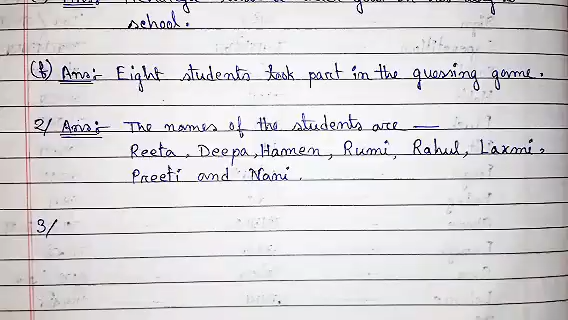 school.
(f) Ans:- Eight students took part in the guessing game.
2/ Ans:- The names of the students are —
Reeta, Deepa, Hamen, Rumi, Rahul, Laxmi,
Preeti and Nani.
3/